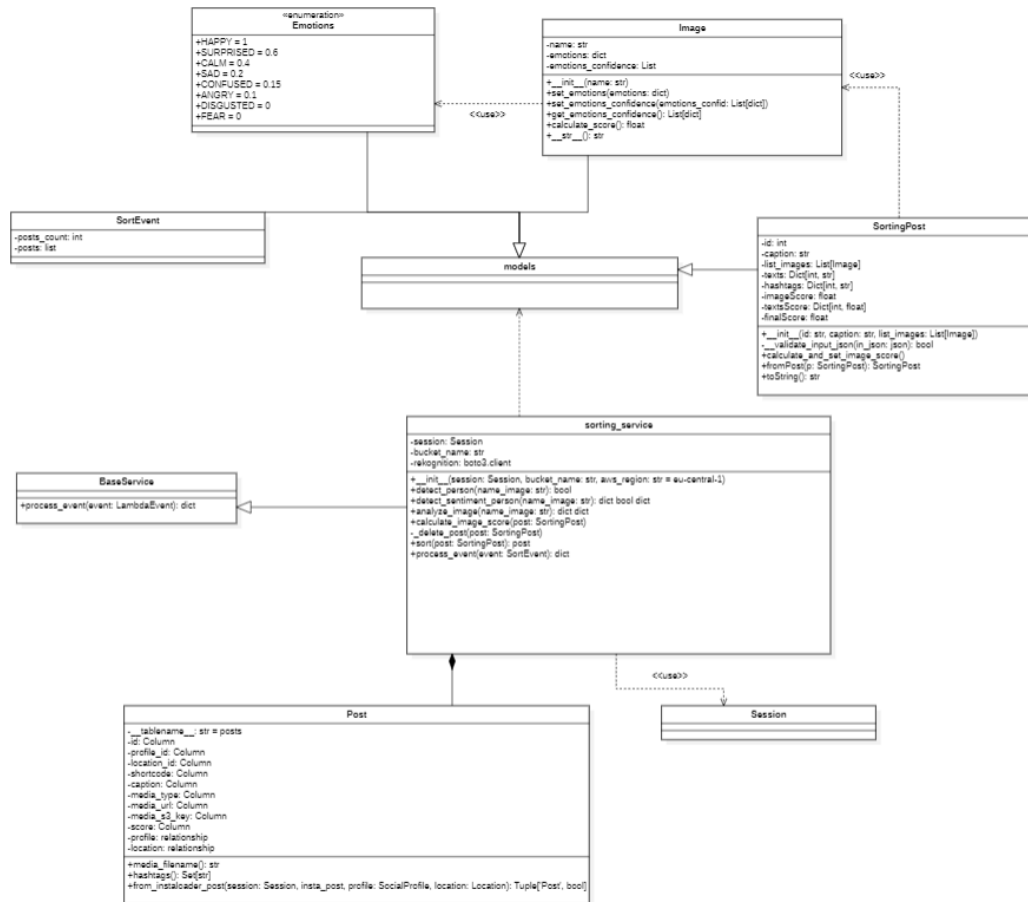 «enumeration»
Emotions
+HAPPY = 1
+SURPRISED = 0.6
+CALM = 0.4
+SAD = 0.2
+CONFUSED = 0.15
+ANGRY = 0.1
+DISGUSTED = 0
+FEAR = 0
Image
-name: str
-emotions: dict
-emotions_confidence: List
+__init__(name: str)
+set_emotions(emotions: dict)
+set_emotions_confidence(emotions_confid: List[dict])
+get_emotions_confidence(): List[dict]
+calculate_score(): float
+__str__(): str
<<use>>
<<use>>
SortEvent
-posts_count: int
-posts: list
models
SortingPost
-id: int
-caption: str
-list_images: List[Image]
-texts: Dict[int, str]
-hashtags: Dict[int, str]
-imageScore: float
-textsScore: Dict[int, float]
-finalScore: float
+__init__(id: str, caption: str, list_images: List[Image])
-__validate_input_json(in_json: json): bool
+calculate_and_set_image_score()
+fromPost(p: SortingPost): SortingPost
+toString(): str
sorting_service
-session: Session
-bucket_name: str
-rekognition: boto3.client
+__init__(session: Session, bucket_name: str, aws_region: str = eu-central-1)
+detect_person(name_image: str): bool
+detect_sentiment_person(name_image: str): dict bool dict
+analyze_image(name_image: str): dict dict
+calculate_image_score(post: SortingPost)
-_delete_post(post: SortingPost)
+sort(post: SortingPost): post
+process_event(event: SortEvent): dict
BaseService
+process_event(event: LambdaEvent): dict
<<use>>
Post
-__tablename__: str = posts
-id: Column
-profile_id: Column
-location_id: Column
-shortcode: Column
-caption: Column
-media_type: Column
-media_url: Column
-media_s3_key: Column
-score: Column
-profile: relationship
-location: relationship
+media_filename(): str
+hashtags(): Set[str]
+from_instaloader_post(session: Session, insta_post, profile: SocialProfile, location: Location): Tuple['Post', bool]
Session